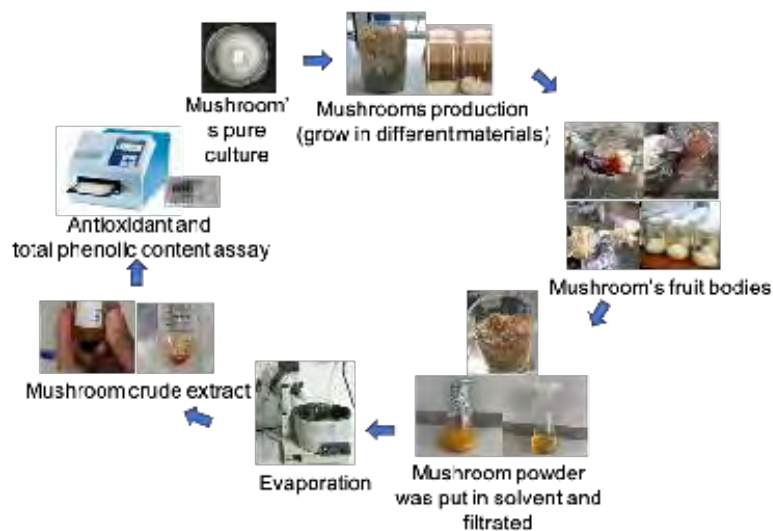 Mushroom's
pure
culture
Mushrooms production
(grow in different materials)
Mushroom's fruit bodies
Mushroom powder
was put in solvent and
filtrated
Evaporation
Mushroom crude extract
Antioxidant and
total phenolic content assay